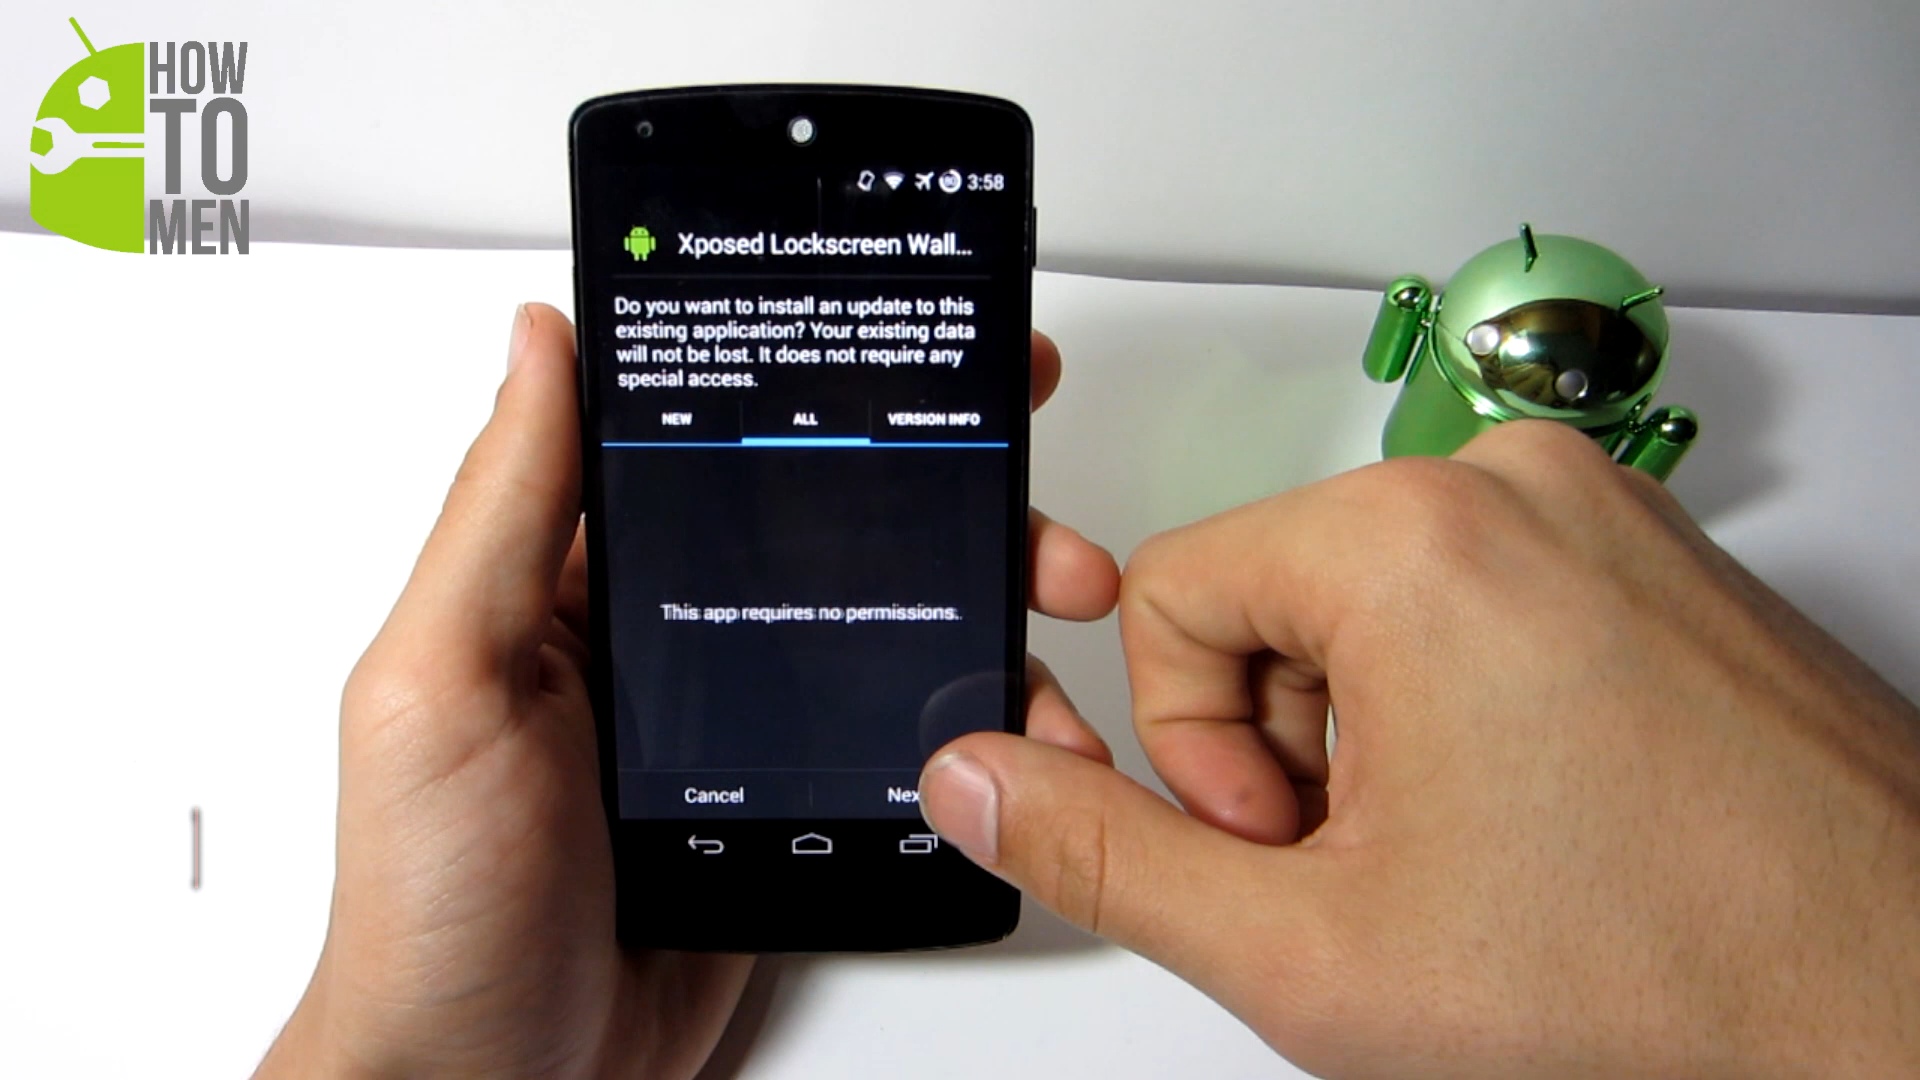 HOW
TO
MEN
3:58
Xposed Lockscreen Wall...
Do you want to install an update to this
existing application? Your existing data
will not be lost. It does not require any
special access.
NEW ALL VERSION INFO
This app requires no permissions.
Cancel